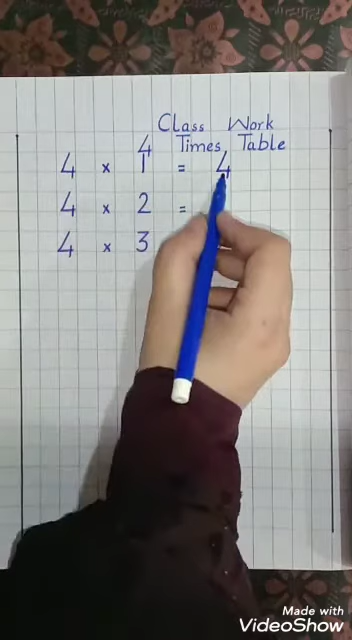 Class Work
4 Times Table
4 × 1 = 4
4 × 2 =
4 × 3
Made with
VideoShow